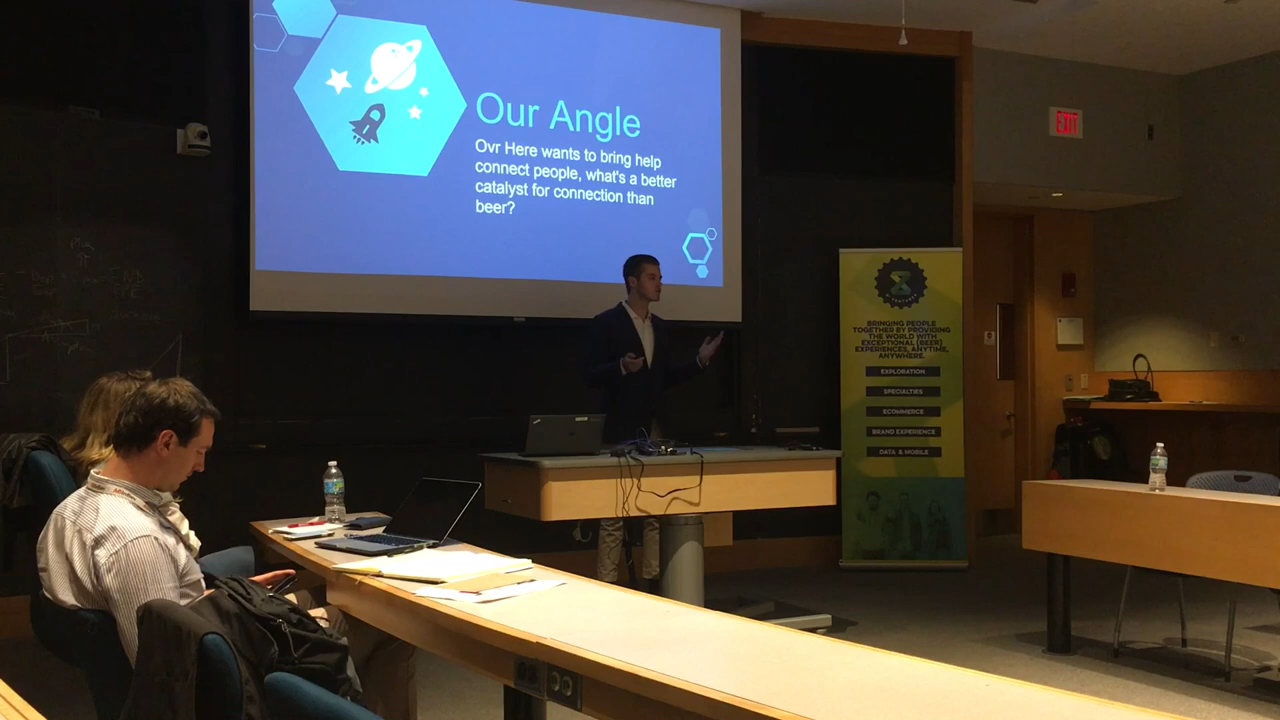 Our Angle
Ovr Here wants to bring help
connect people, what's a better
catalyst for connection than
beer?
EXIT
VENTURES
BRINGING PEOPLE
TOGETHER BY PROVIDING
THE WORLD WITH
EXCEPTIONAL (BEER)
EXPERIENCES, ANYTIME,
ANYWHERE.
EXPLORATION
SPECIALTIES
ECOMMERCE
BRAND EXPERIENCE
DATA & MOBILE